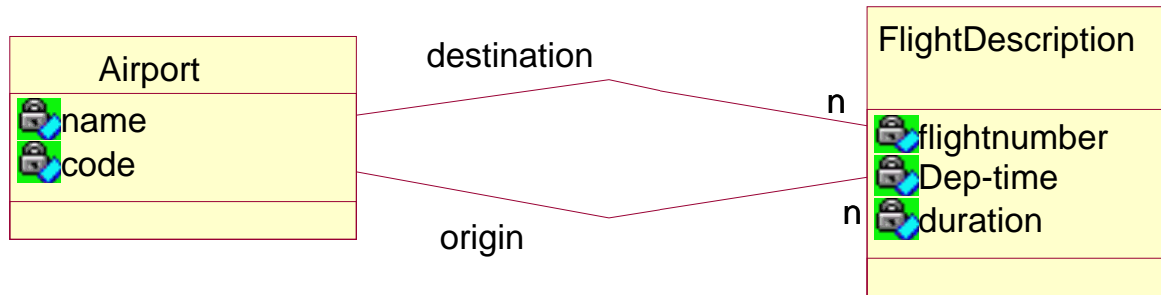 Airport
name
code
destination
origin
n
n
FlightDescription
flightnumber
Dep-time
duration